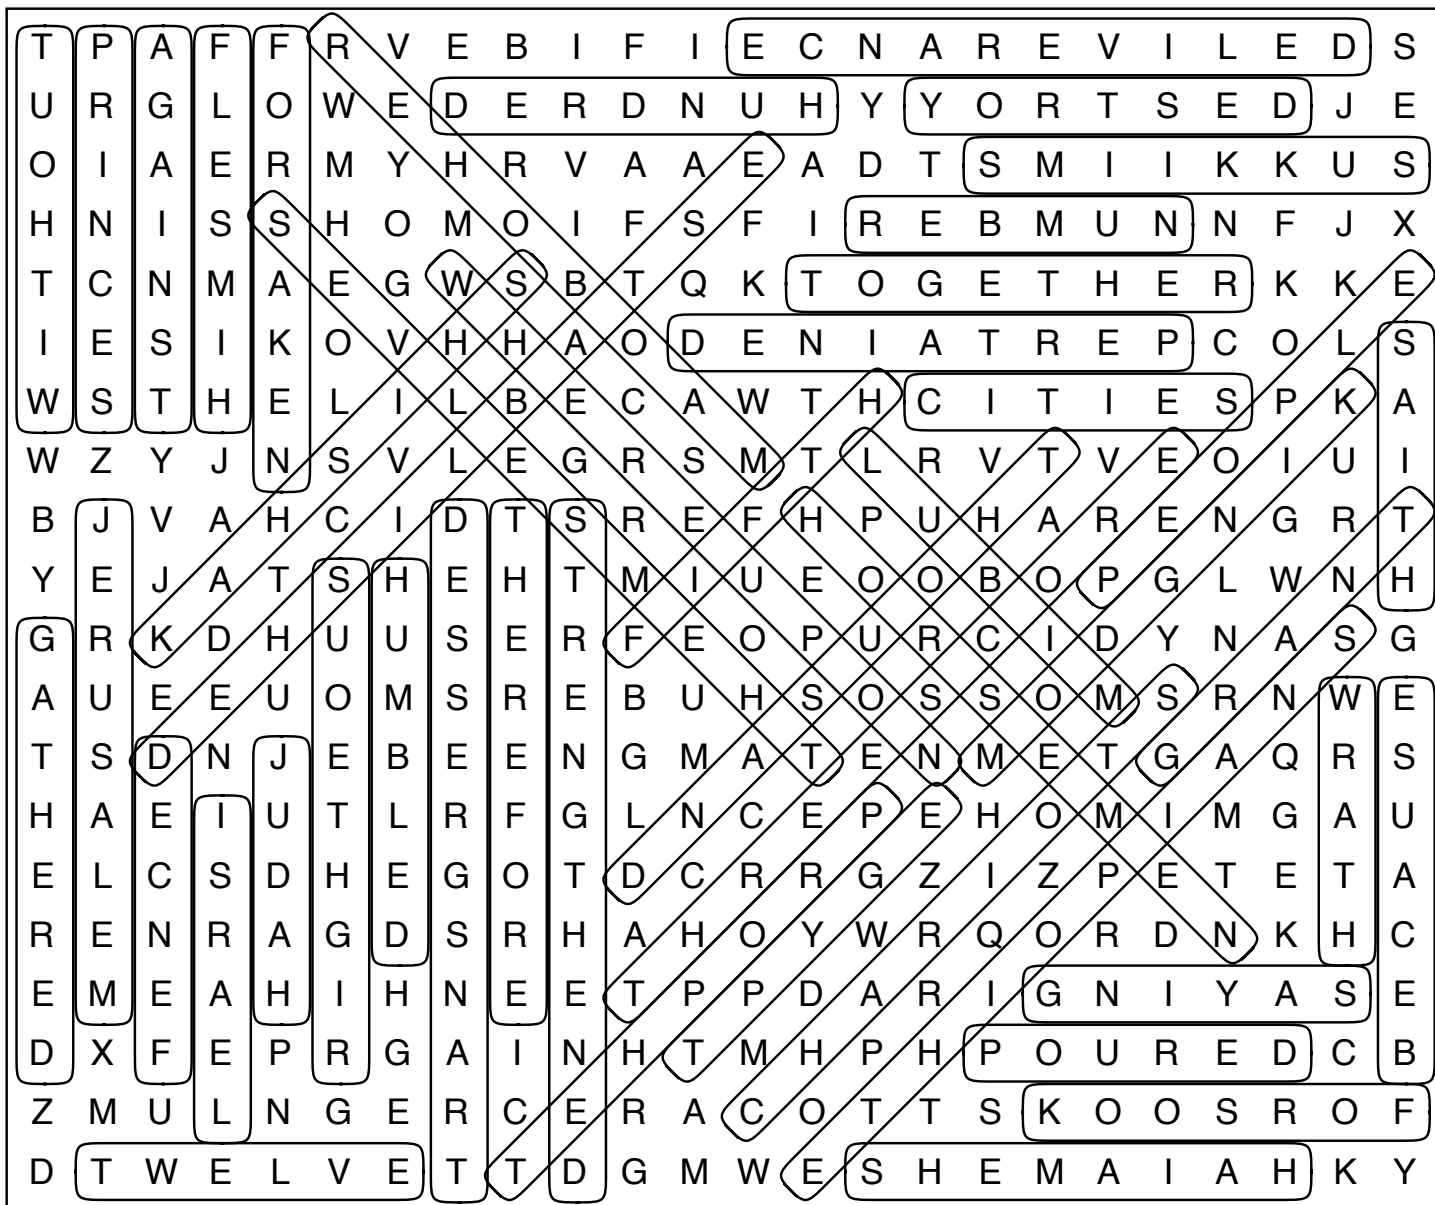 T P A F F R V E B I F I E C N A R E V I L E D S
U R G L O W E D E R D N U H Y Y O R T S E D J E
O I A E R M Y H R V A A E A D T S M I I K K U S
H N I S S H O M O I F S F I R E B M U N N F J X
T C N M A E G W S B T Q K T O G E T H E R K K E
I E S I K O V H H A O D E N I A T R E P C O L S
W S T H E L I L B E C A W T H C I T I E S P K A
W Z Y J N S V L E G R S M T L R V T V E O I U I
B J V A H C I D T S R E F H P U H A R E N G R T
Y E J A T S H E H T M I U E O O B O P G L W N H
G R K D H U U S E R F E O P U R C I D Y N A S G
A U E E U O M S R E B U H S O S S O M S R N W E
T S D N J E B E E N G M A T E N M E T G A Q R S
H A E I U T L R F G L N C E P E H O M I M G A U
E L C S D H E G O T D C R R G Z I Z P E T E T A
R E N R A G D S R H A H O Y W R Q O R D N K H C
E M E A H I H N E E T P P D A R I G N I Y A S E
D X F E P R G A I N H T M H P H P O U R E D C B
Z M U L N G E R C E R A C O T T S K O O S R O F
D T W E L V E T T D G M W E S H E M A I A H K Y